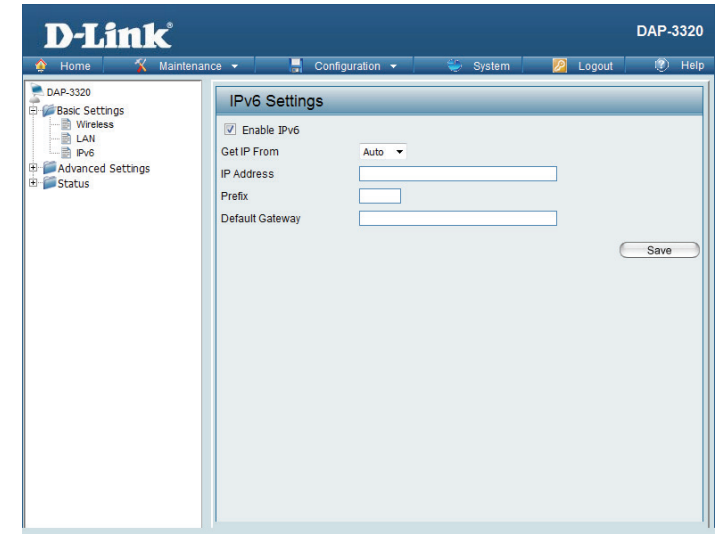 D-Link®
DAP-3320
Home Maintenance Configuration System Logout Help
DAP-3320
Basic Settings
Wireless
LAN
IPv6
Advanced Settings
Status
IPv6 Settings
Enable IPv6
Get IP From Auto
IP Address
Prefix
Default Gateway
Save